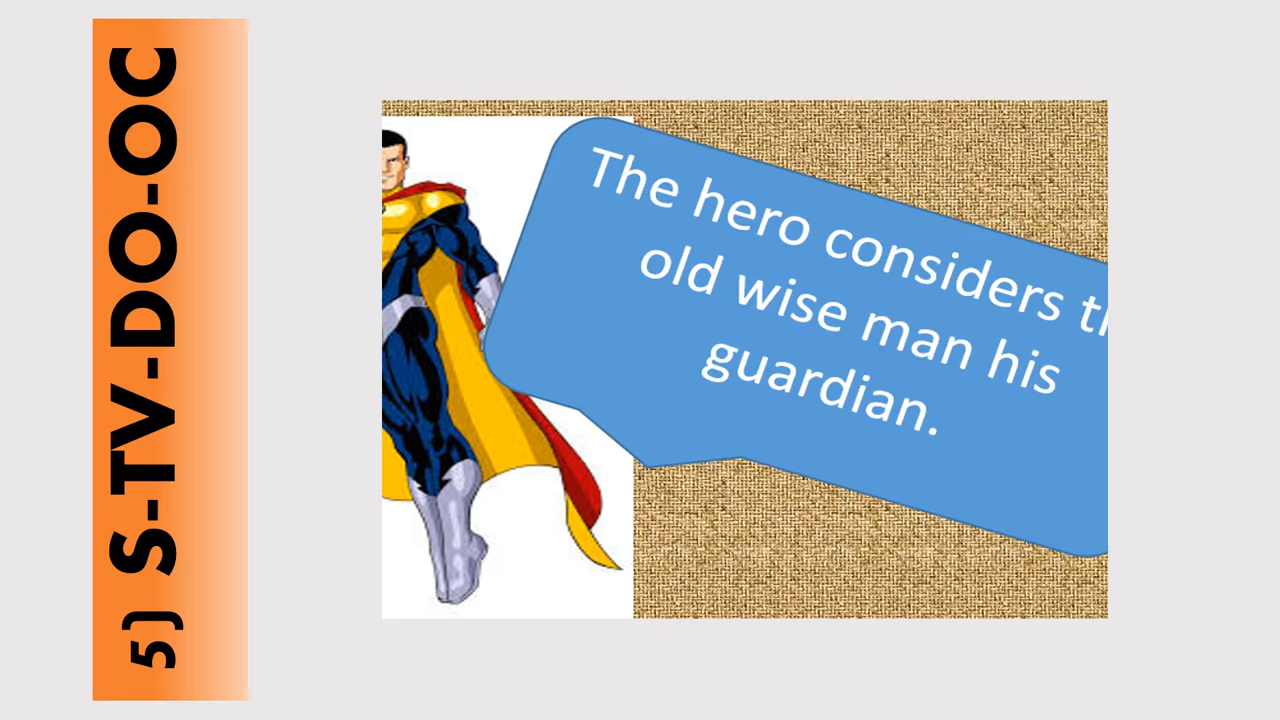 5) S-TV-DO-OC
The hero considers
old wise man his
guardian.